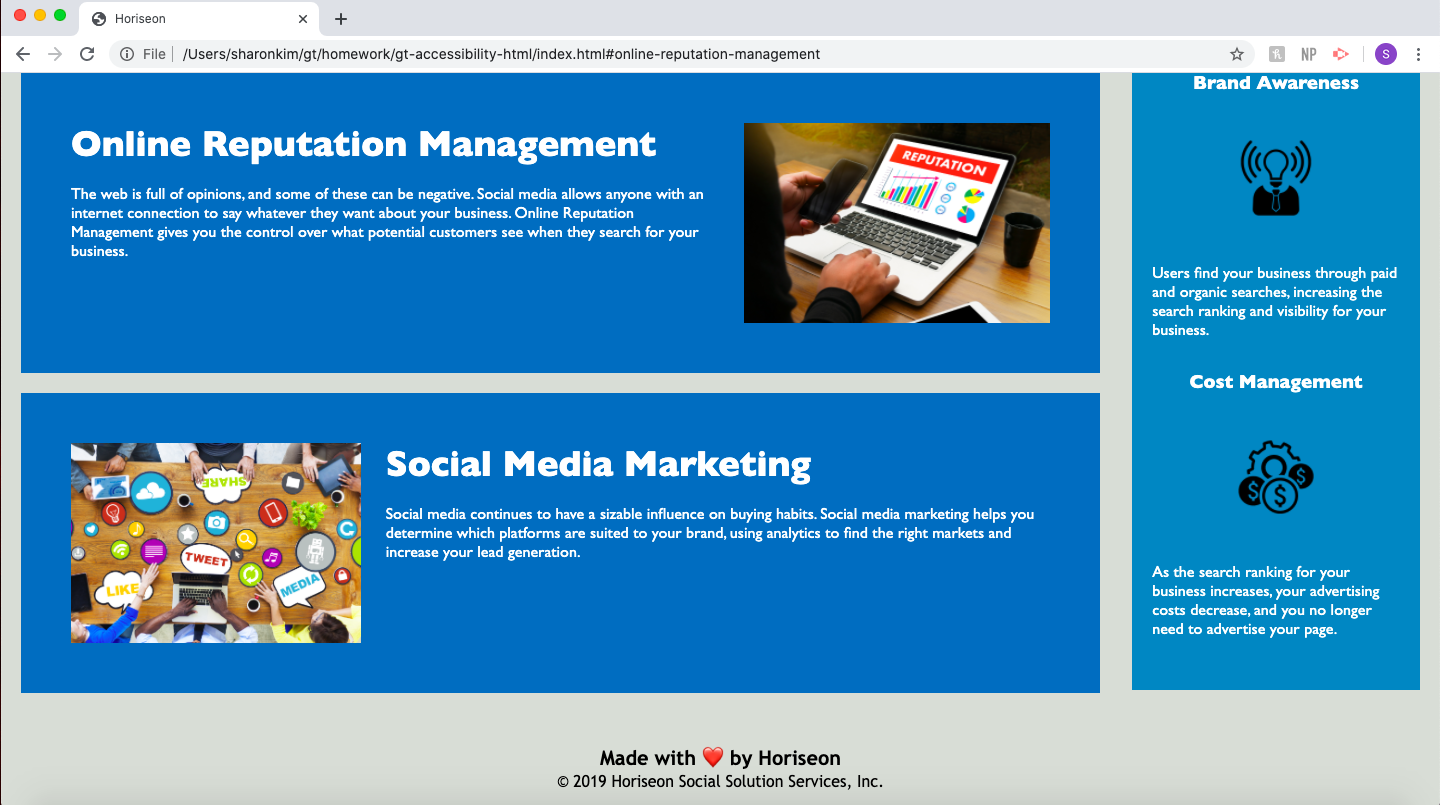 Horiseon
File
/Users/sharonkim/gt/homework/gt-accessibility-html/index.html#online-reputation-management
NP
S
Online Reputation Management
The web is full of opinions, and some of these can be negative. Social media allows anyone with an
internet connection to say whatever they want about your business. Online Reputation
Management gives you the control over what potential customers see when they search for your
business.
REPUTATION
Social Media Marketing
Social media continues to have a sizable influence on buying habits. Social media marketing helps you
determine which platforms are suited to your brand, using analytics to find the right markets and
increase your lead generation.
SHARE
TWEET
LIKE
MEDIA
Brand Awareness
Users find your business through paid
and organic searches, increasing the
search ranking and visibility for your
business.
Cost Management
$ $ $
As the search ranking for your
business increases, your advertising
costs decrease, and you no longer
need to advertise your page.
Made with ❤️ by Horiseon
© 2019 Horiseon Social Solution Services, Inc.